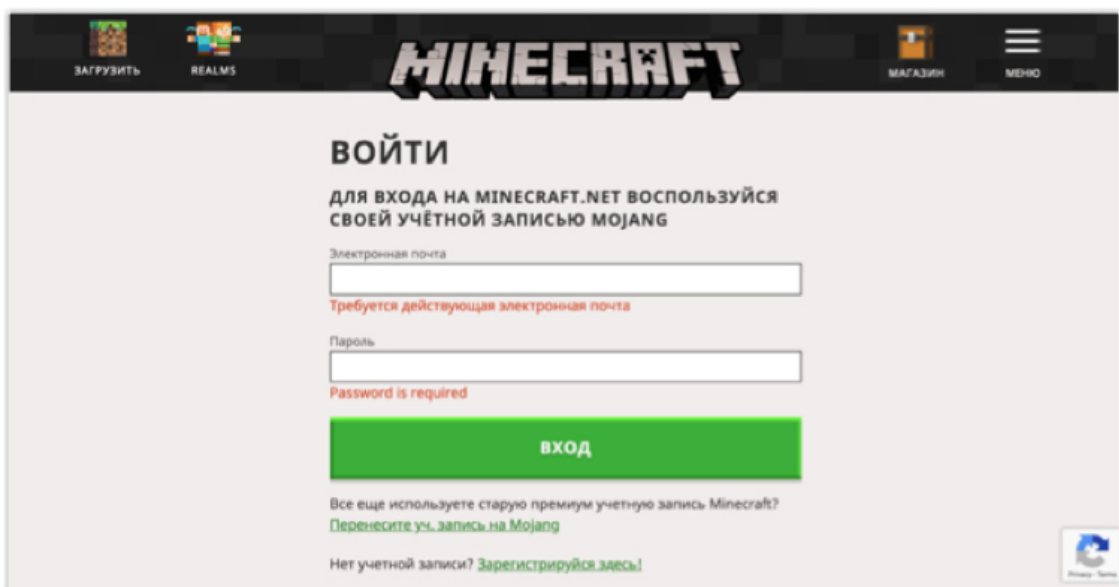 ЗАГРУЗИТЬ
REALMS
MINECRAFT
МАГАЗИН
МЕНЮ
ВОЙТИ
ДЛЯ ВХОДА НА MINECRAFT.NET ВОСПОЛЬЗУЙСЯ
СВОЕЙ УЧЁТНОЙ ЗАПИСЬЮ MOJANG
Электронная почта
Требуется действующая электронная почта
Пароль
Password is required
ВХОД
Все еще используете старую премиум учетную запись Minecraft?
Перенесите уч. запись на Mojang
Нет учетной записи? Зарегистрируйся здесь!
Privacy - Terms